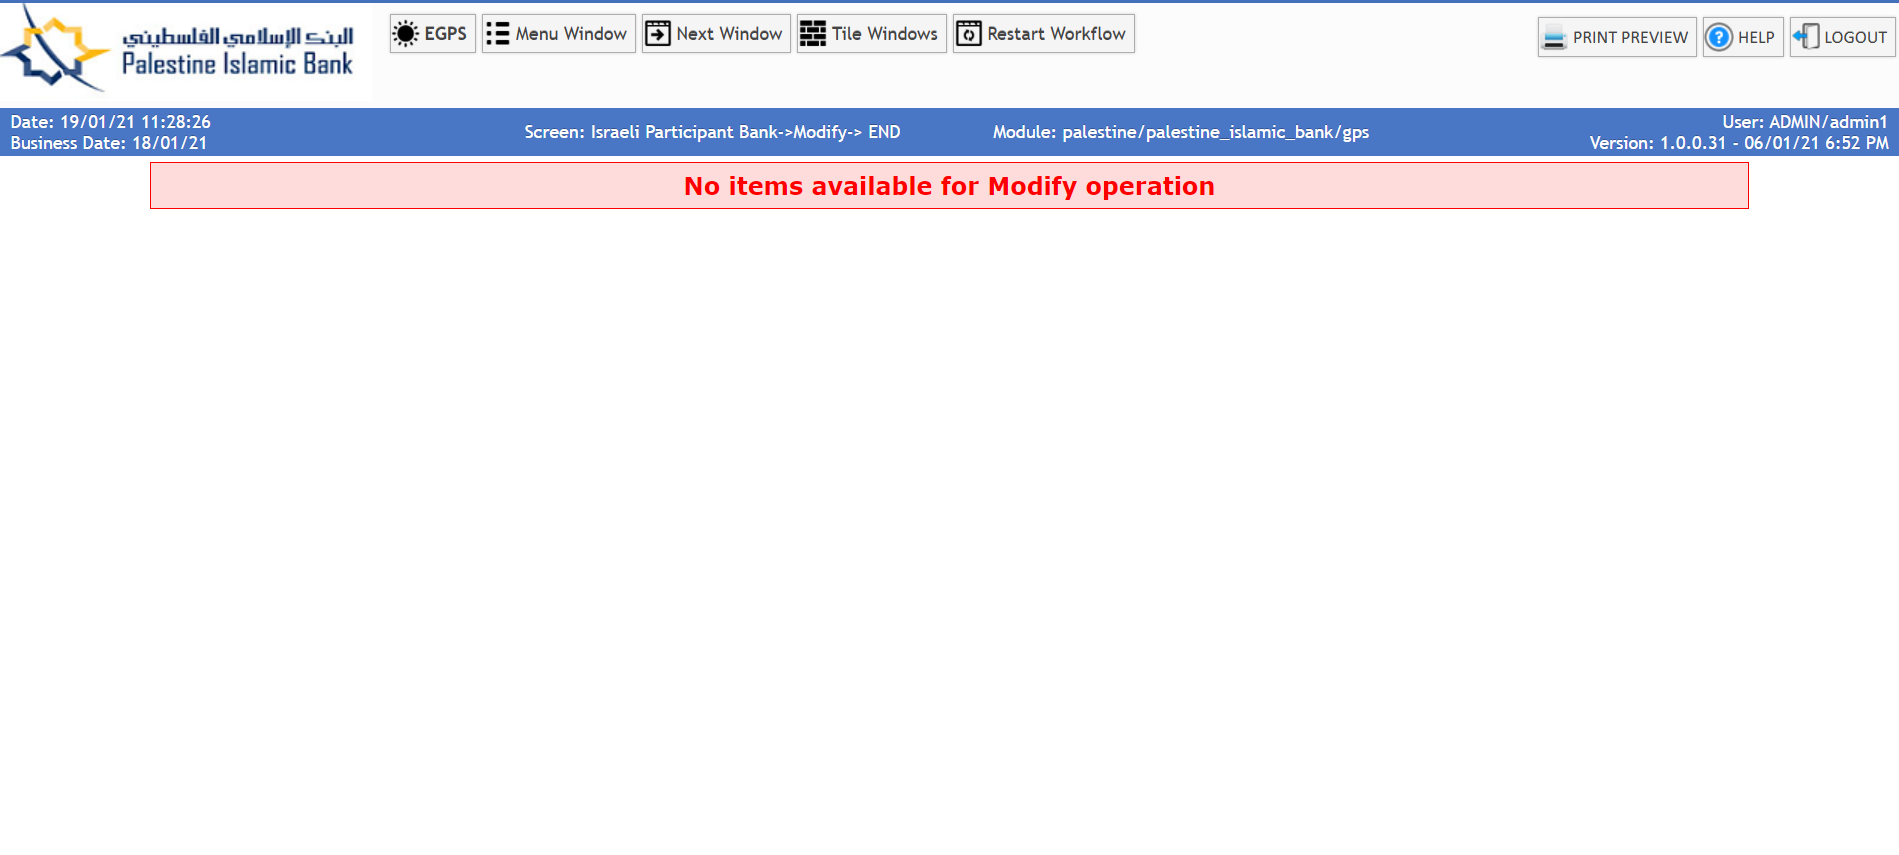 البنك الإسلامي الفلسطيني
Palestine Islamic Bank
EGPS
Menu Window
Next Window
Tile Windows
Restart Workflow
PRINT PREVIEW
HELP
LOGOUT
Date: 19/01/21 11:28:26
Business Date: 18/01/21
Screen: Israeli Participant Bank->Modify-> END
Module: palestine/palestine_islamic_bank/gps
User: ADMIN/admin1
Version: 1.0.0.31 - 06/01/21 6:52 PM
No items available for Modify operation